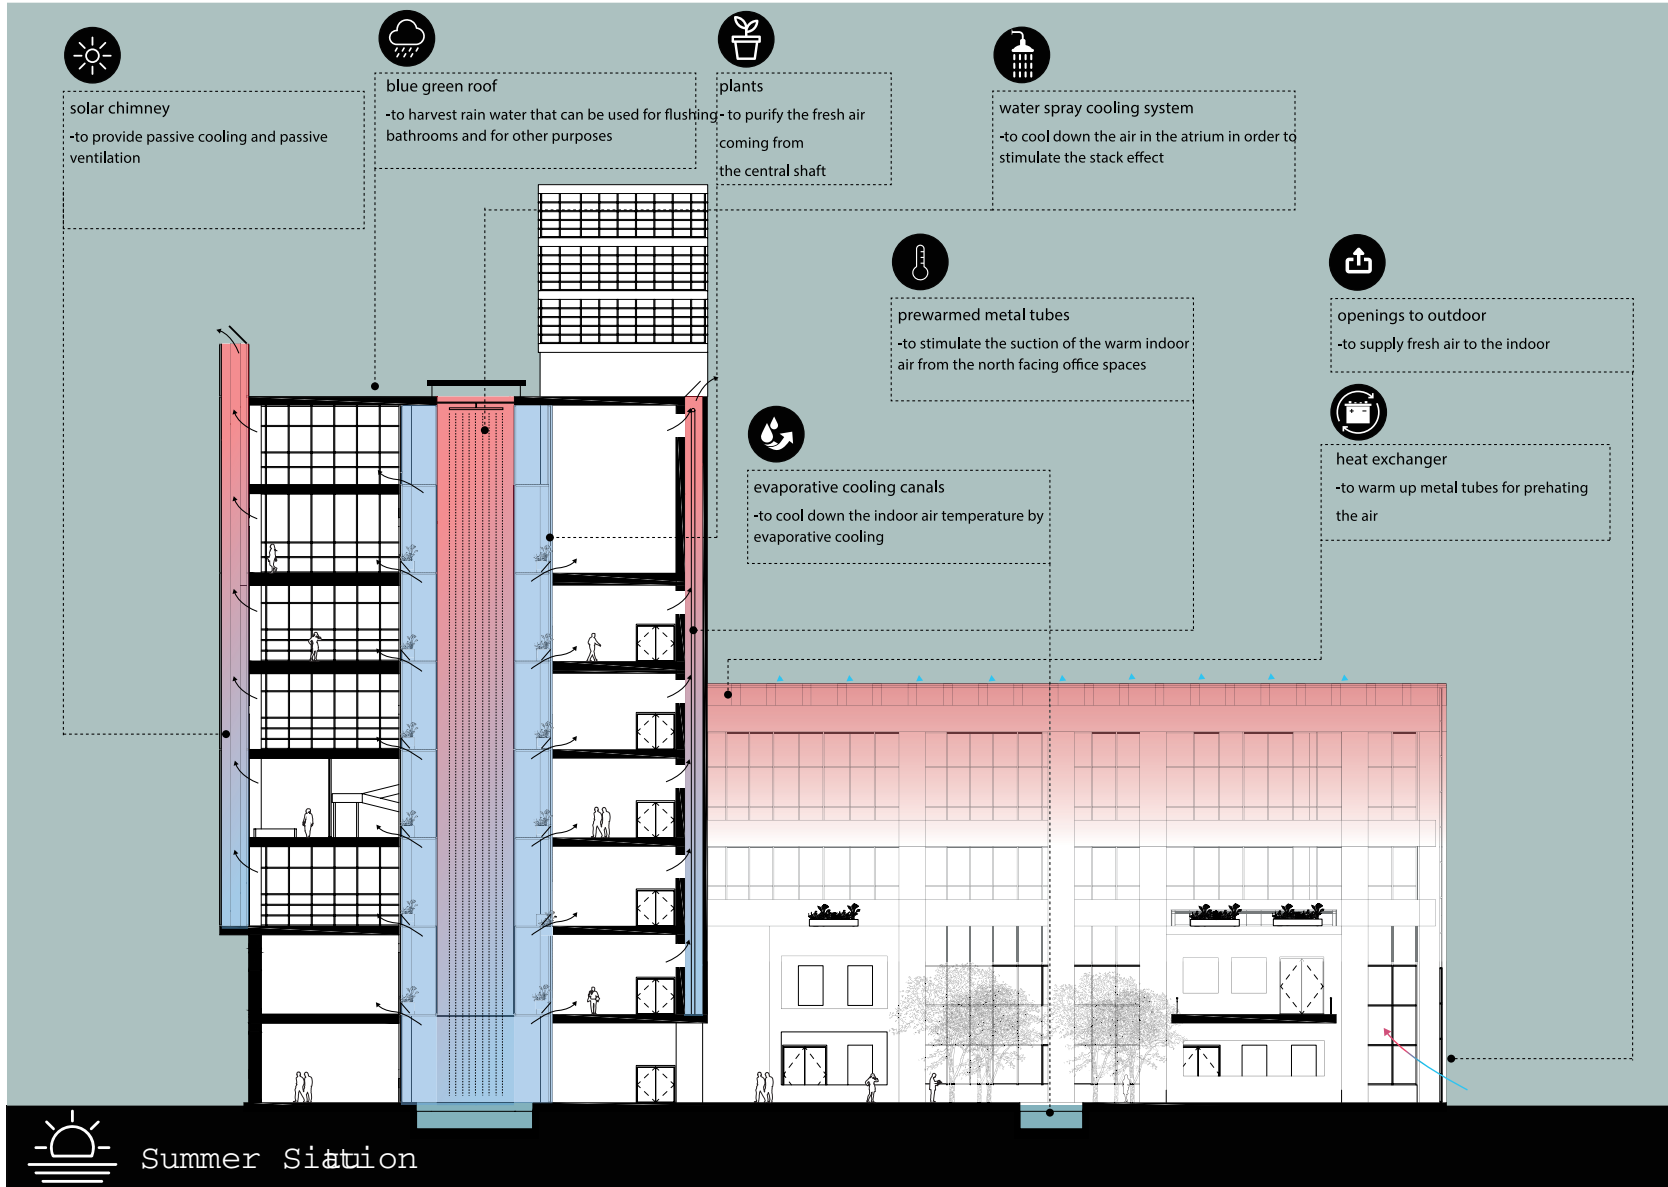 solar chimney
-to provide passive cooling and passive
ventilation
blue green roof
-to harvest rain water that can be used for flushing
bathrooms and for other purposes
plants
- to purify the fresh air
coming from
the central shaft
water spray cooling system
-to cool down the air in the atrium in order to
stimulate the stack effect
prewarmed metal tubes
-to stimulate the suction of the warm indoor
air from the north facing office spaces
openings to outdoor
-to supply fresh air to the indoor
evaporative cooling canals
-to cool down the indoor air temperature by
evaporative cooling
heat exchanger
-to warm up metal tubes for prehating
the air
Summer